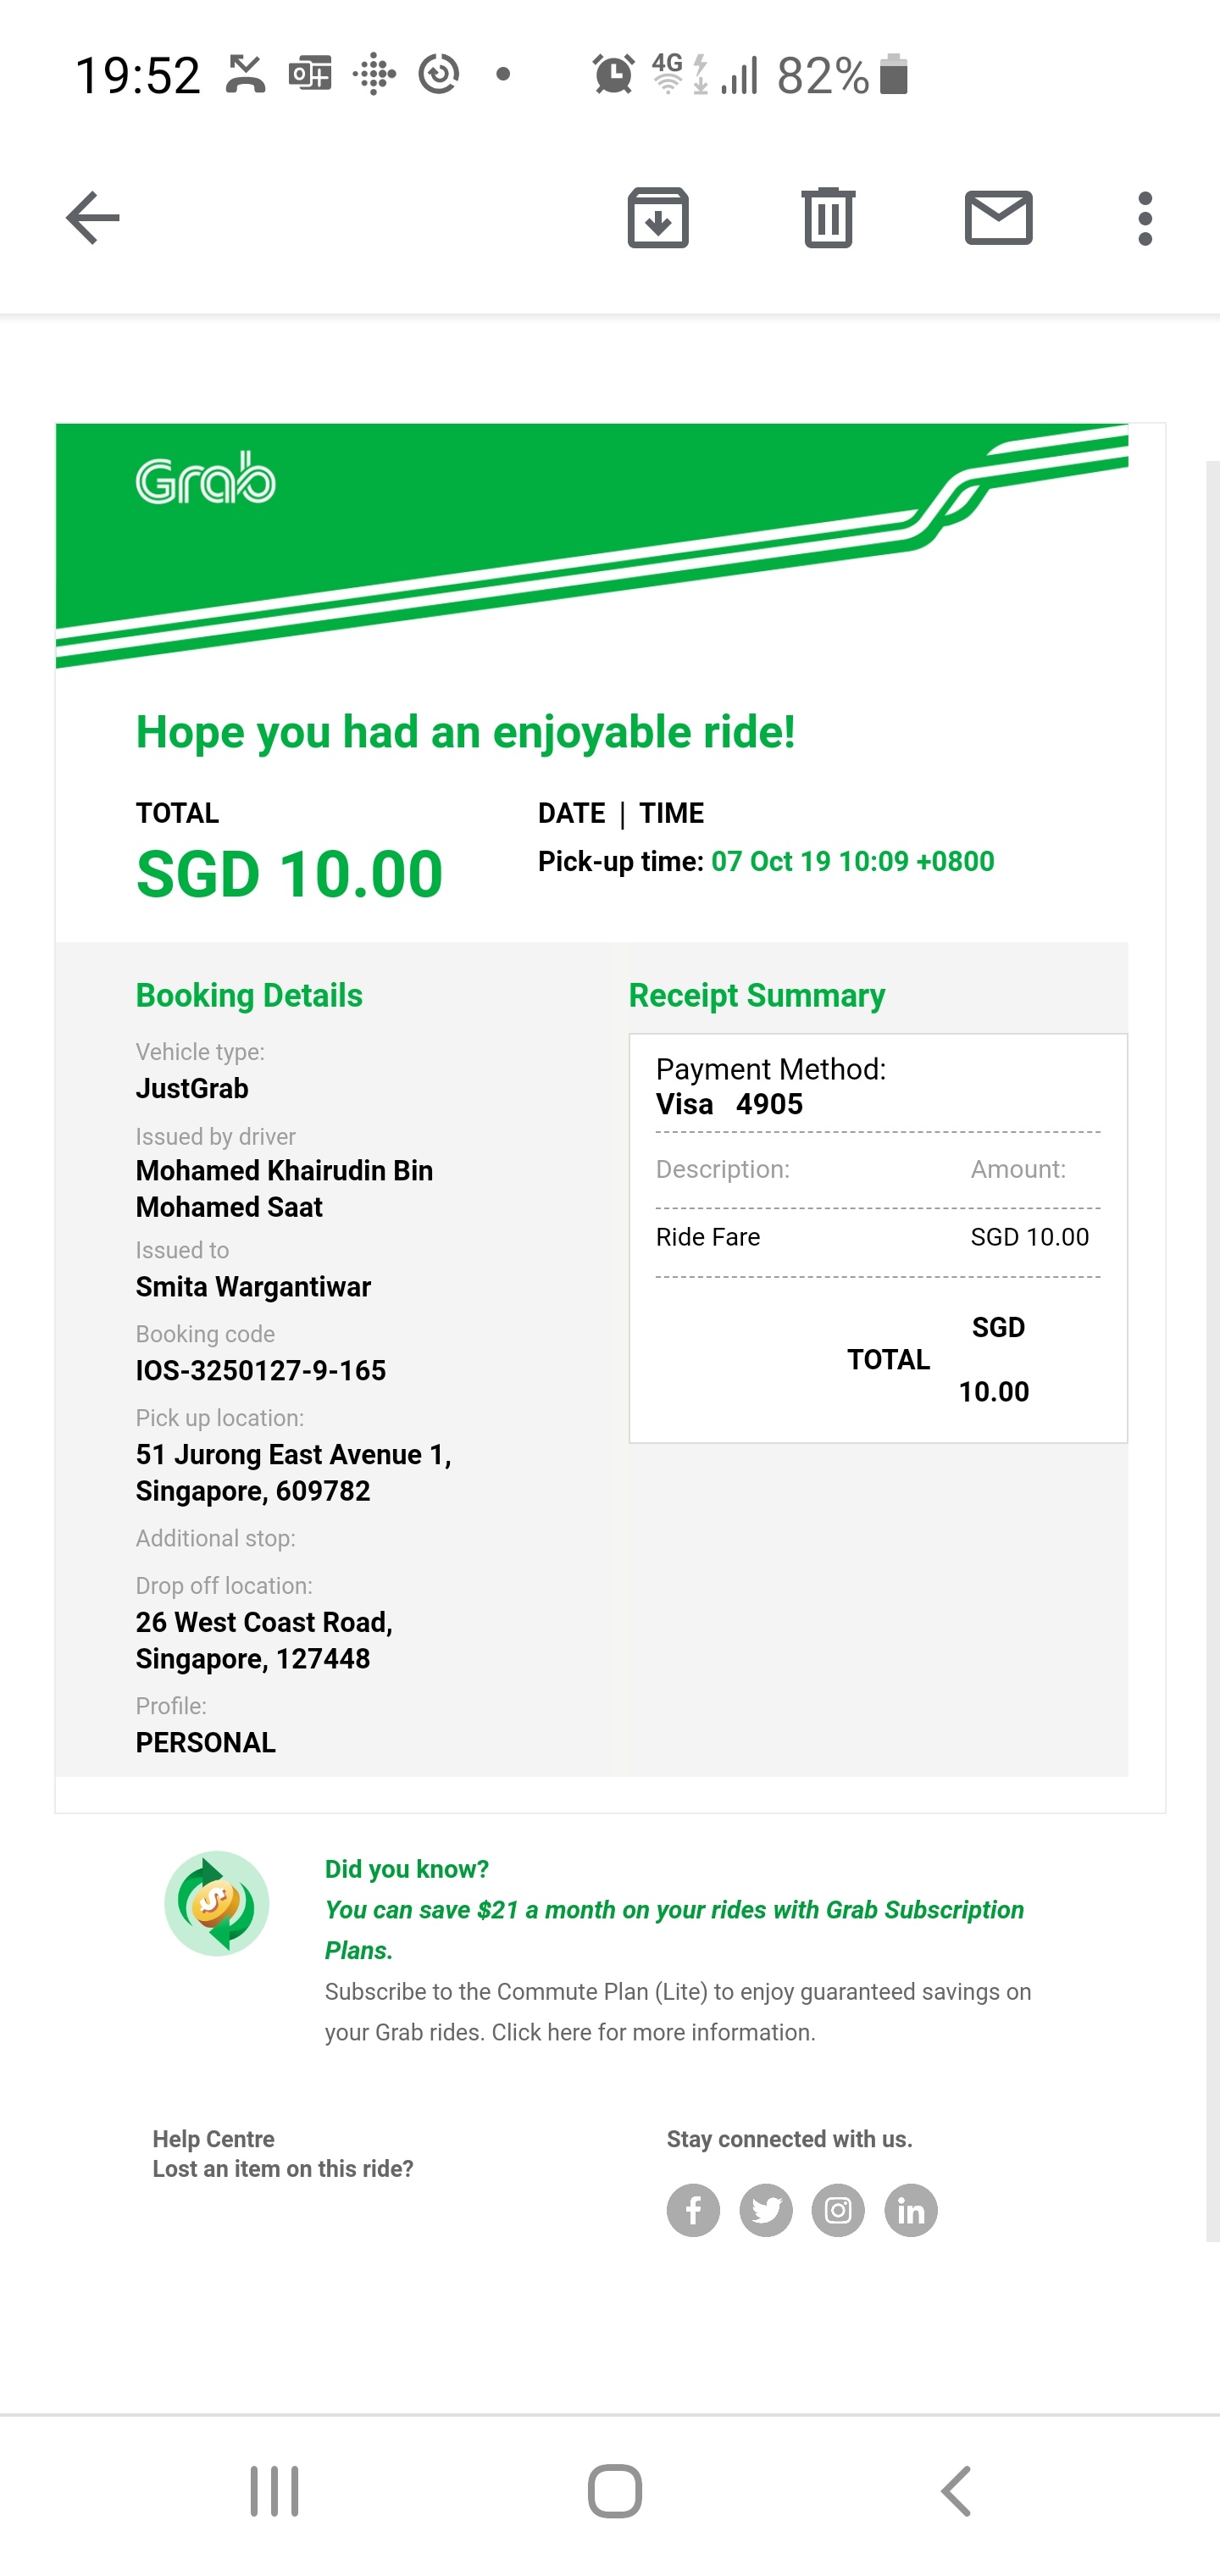 19:52
4G
82%
Grab
Hope you had an enjoyable ride!
TOTAL
SGD 10.00
DATE | TIME
Pick-up time: 07 Oct 19 10:09 +0800
Booking Details
Vehicle type:
JustGrab
Issued by driver
Mohamed Khairudin Bin
Mohamed Saat
Issued to
Smita Wargantiwar
Booking code
IOS-3250127-9-165
Pick up location:
51 Jurong East Avenue 1,
Singapore, 609782
Additional stop:
Drop off location:
26 West Coast Road,
Singapore, 127448
Profile:
PERSONAL
Receipt Summary
Payment Method:
Visa 4905
Description: Amount:
Ride Fare SGD 10.00
TOTAL SGD
10.00
Did you know?
You can save $21 a month on your rides with Grab Subscription
Plans.
Subscribe to the Commute Plan (Lite) to enjoy guaranteed savings on
your Grab rides. Click here for more information.
Help Centre
Lost an item on this ride?
Stay connected with us.